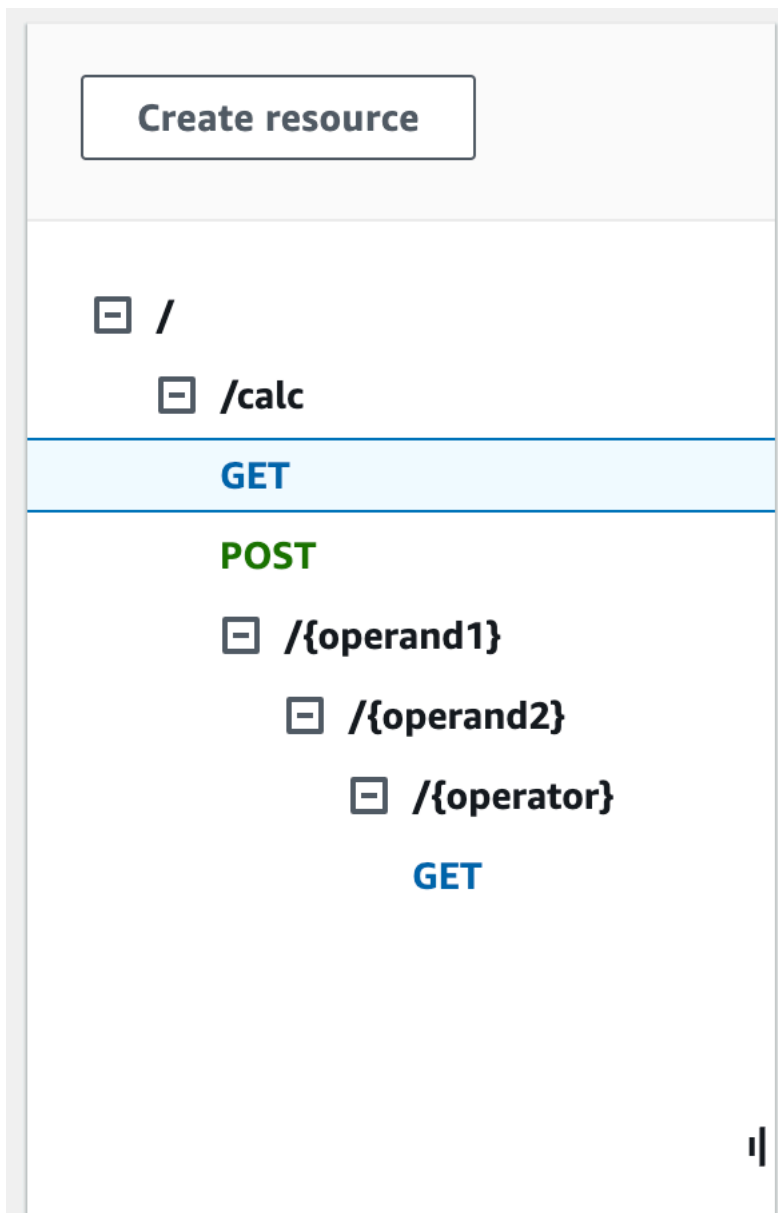 Create resource
/
/calc
GET
POST
/{operand1}
/{operand2}
/{operator}
GET